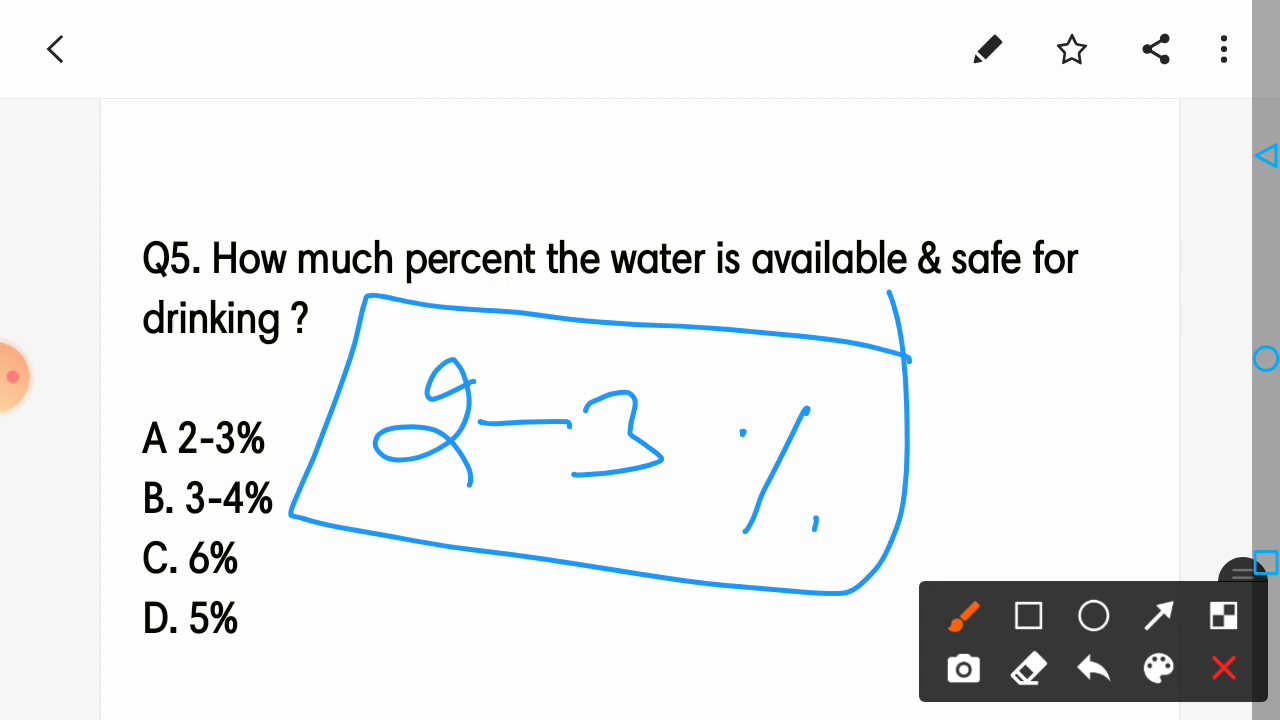 Q5. How much percent the water is available & safe for
drinking ?
2-3 %
A 2-3%
B. 3-4%
C. 6%
D. 5%